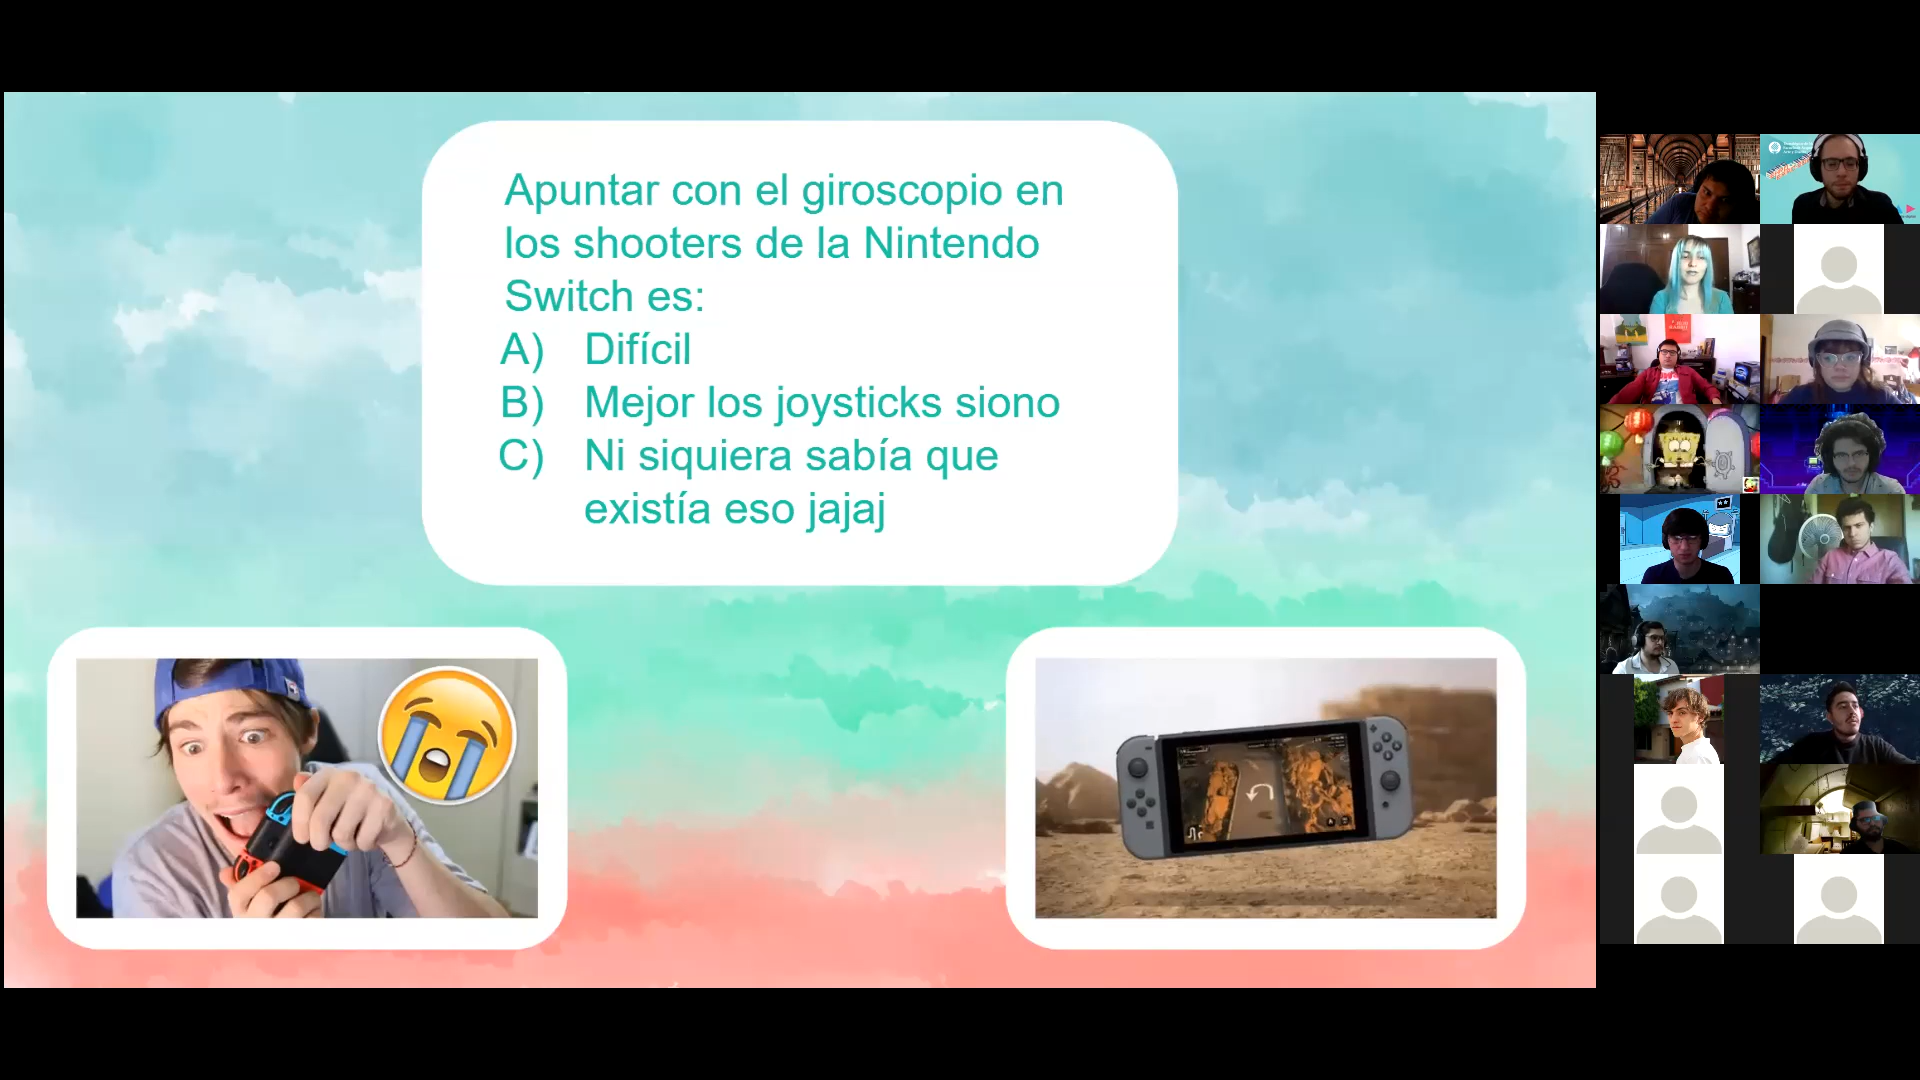 Apuntar con el giroscopio en
los shooters de la Nintendo
Switch es:
A) Difícil
B) Mejor los joysticks siono
C) Ni siquiera sabía que
existía eso jajaj